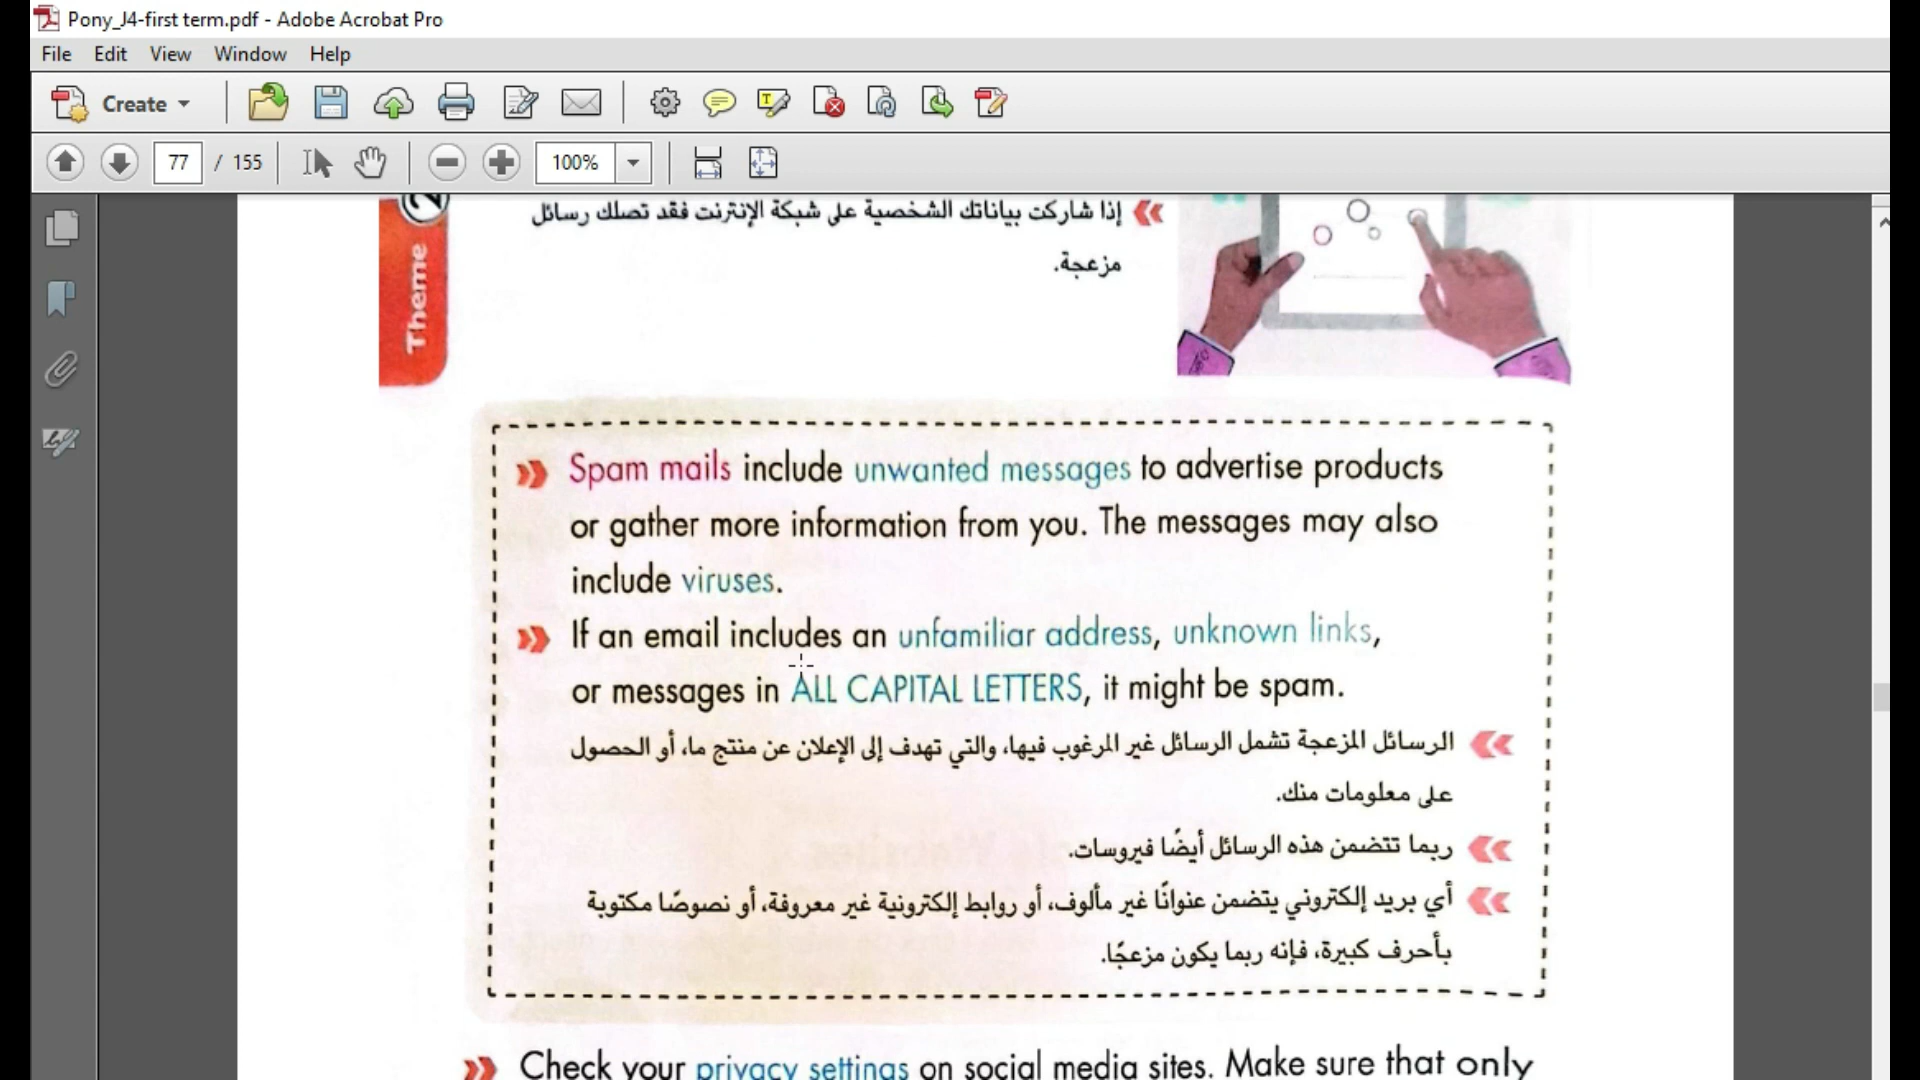 Pony_J4-first term.pdf - Adobe Acrobat Pro
File Edit View Window Help
Create
77 / 155 100%
إذا شاركت بياناتك الشخصية على شبكة الإنترنت فقد تصلك رسائل
مزعجة.
Theme 2
Spam mails include unwanted messages to advertise products
or gather more information from you. The messages may also
include viruses.
If an email includes an unfamiliar address, unknown links,
or messages in ALL CAPITAL LETTERS, it might be spam.
الرسائل المزعجة تشمل الرسائل غير المرغوب فيها، والتي تهدف إلى الإعلان عن منتج ما، أو الحصول
على معلومات منك.
ربما تتضمن هذه الرسائل أيضًا فيروسات.
أي بريد إلكتروني يتضمن عنوانًا غير مألوف، أو روابط إلكترونية غير معروفة، أو نصوصًا مكتوبة
بأحرف كبيرة، فإنه ربما يكون مزعجًا.
Check your privacy settings on social media sites. Make sure that only